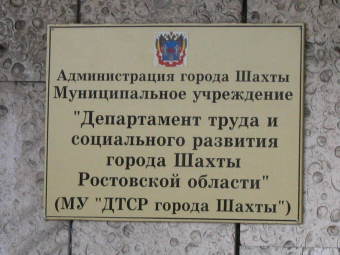 Администрация города Шахты
Муниципальное учреждение
"Департамент труда и
социального развития
города Шахты
Ростовской области"
(МУ "ДТСР города Шахты")